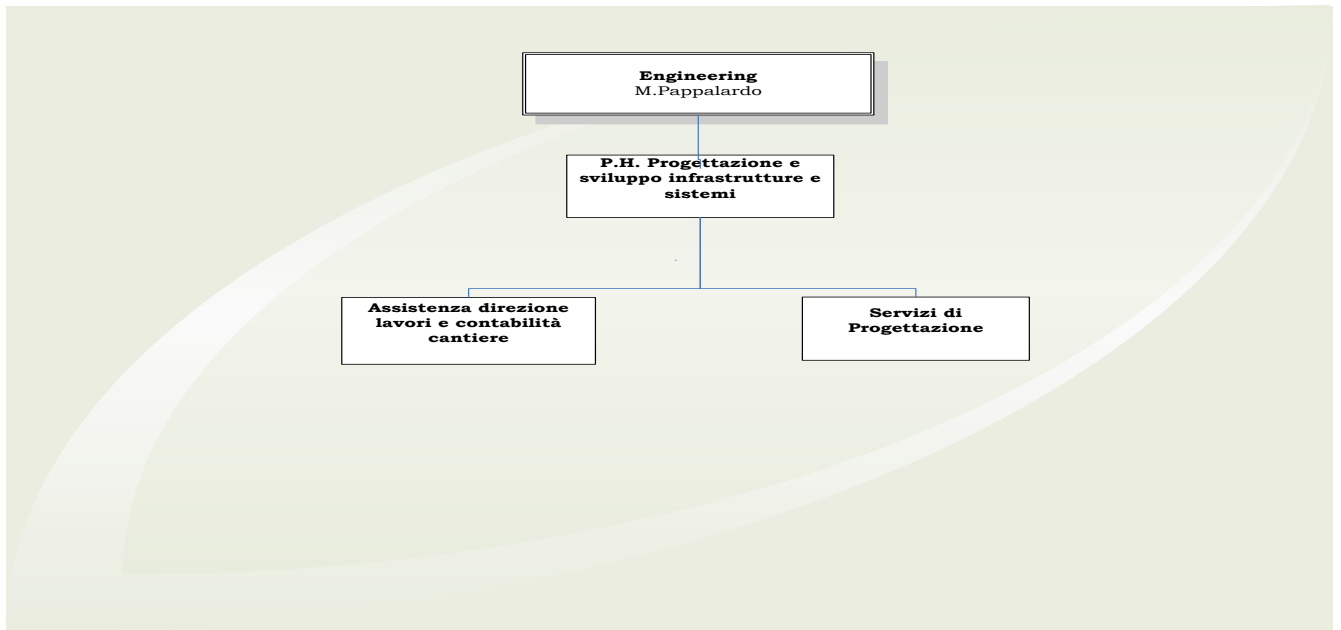 Engineering
M.Pappalardo
P.H. Progettazione e
sviluppo infrastrutture e
sistemi
Assistenza direzione
lavori e contabilità
cantiere
Servizi di
Progettazione